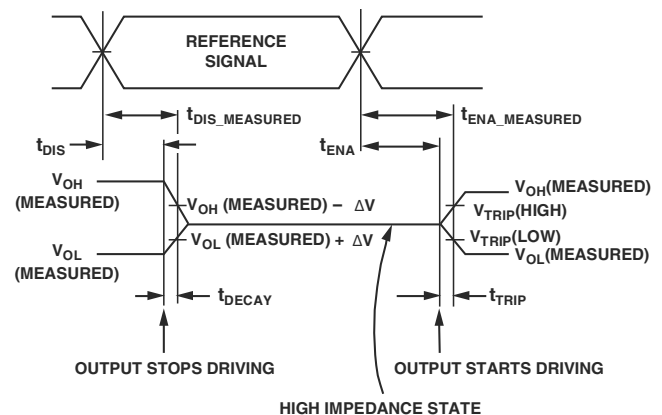 REFERENCE
SIGNAL
tDIS_MEASURED
tENA_MEASURED
tDIS
tENA
VOH
(MEASURED)
VOH (MEASURED) – ΔV
VOH(MEASURED)
VTRIP(HIGH)
VOL
(MEASURED)
VOL (MEASURED) + ΔV
VTRIP(LOW)
VOL(MEASURED)
tDECAY
tTRIP
OUTPUT STOPS DRIVING
OUTPUT STARTS DRIVING
HIGH IMPEDANCE STATE